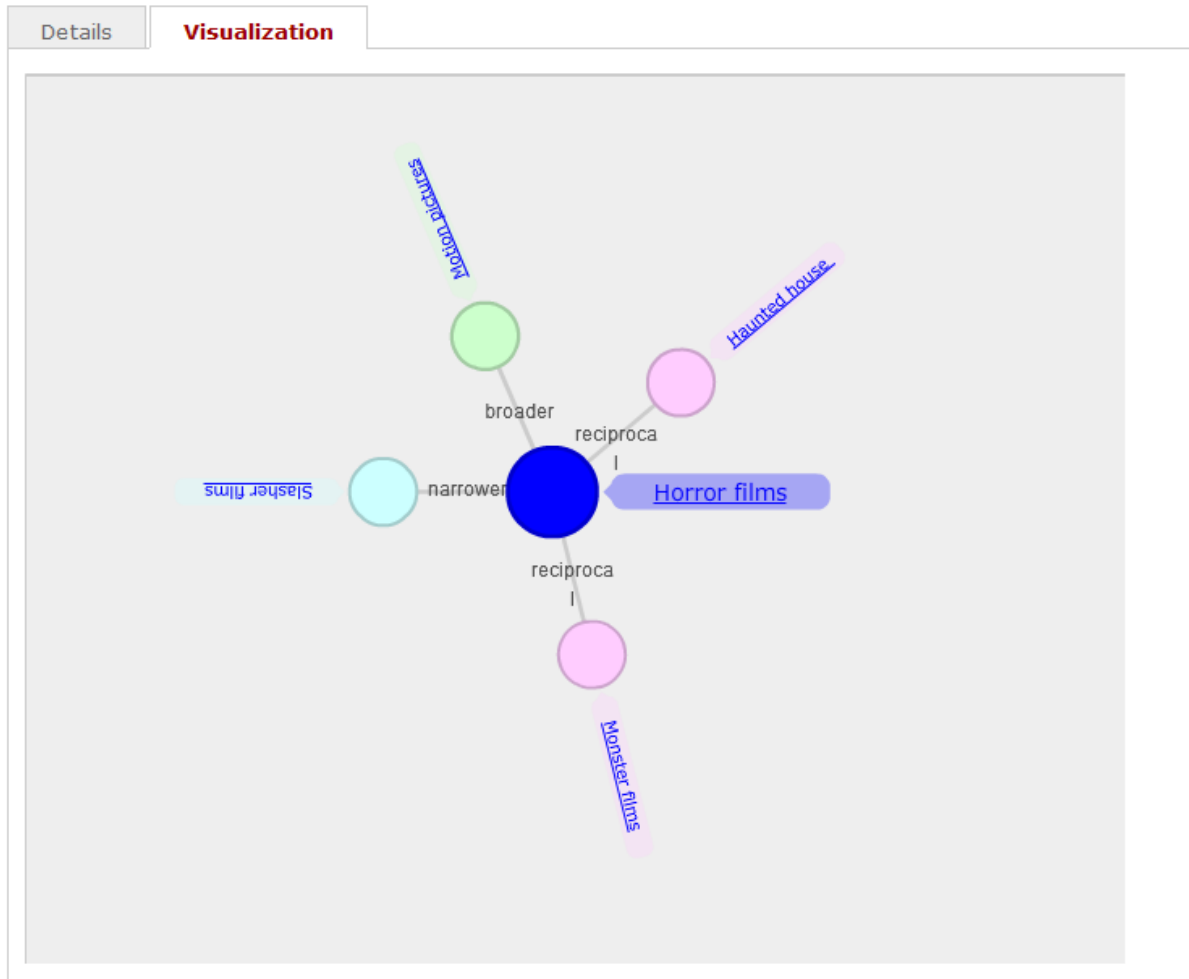 Details
Visualization
Motion pictures
Haunted house
broader
reciproca
l
narrower
Slasher films
Horror films
reciproca
l
Monster films